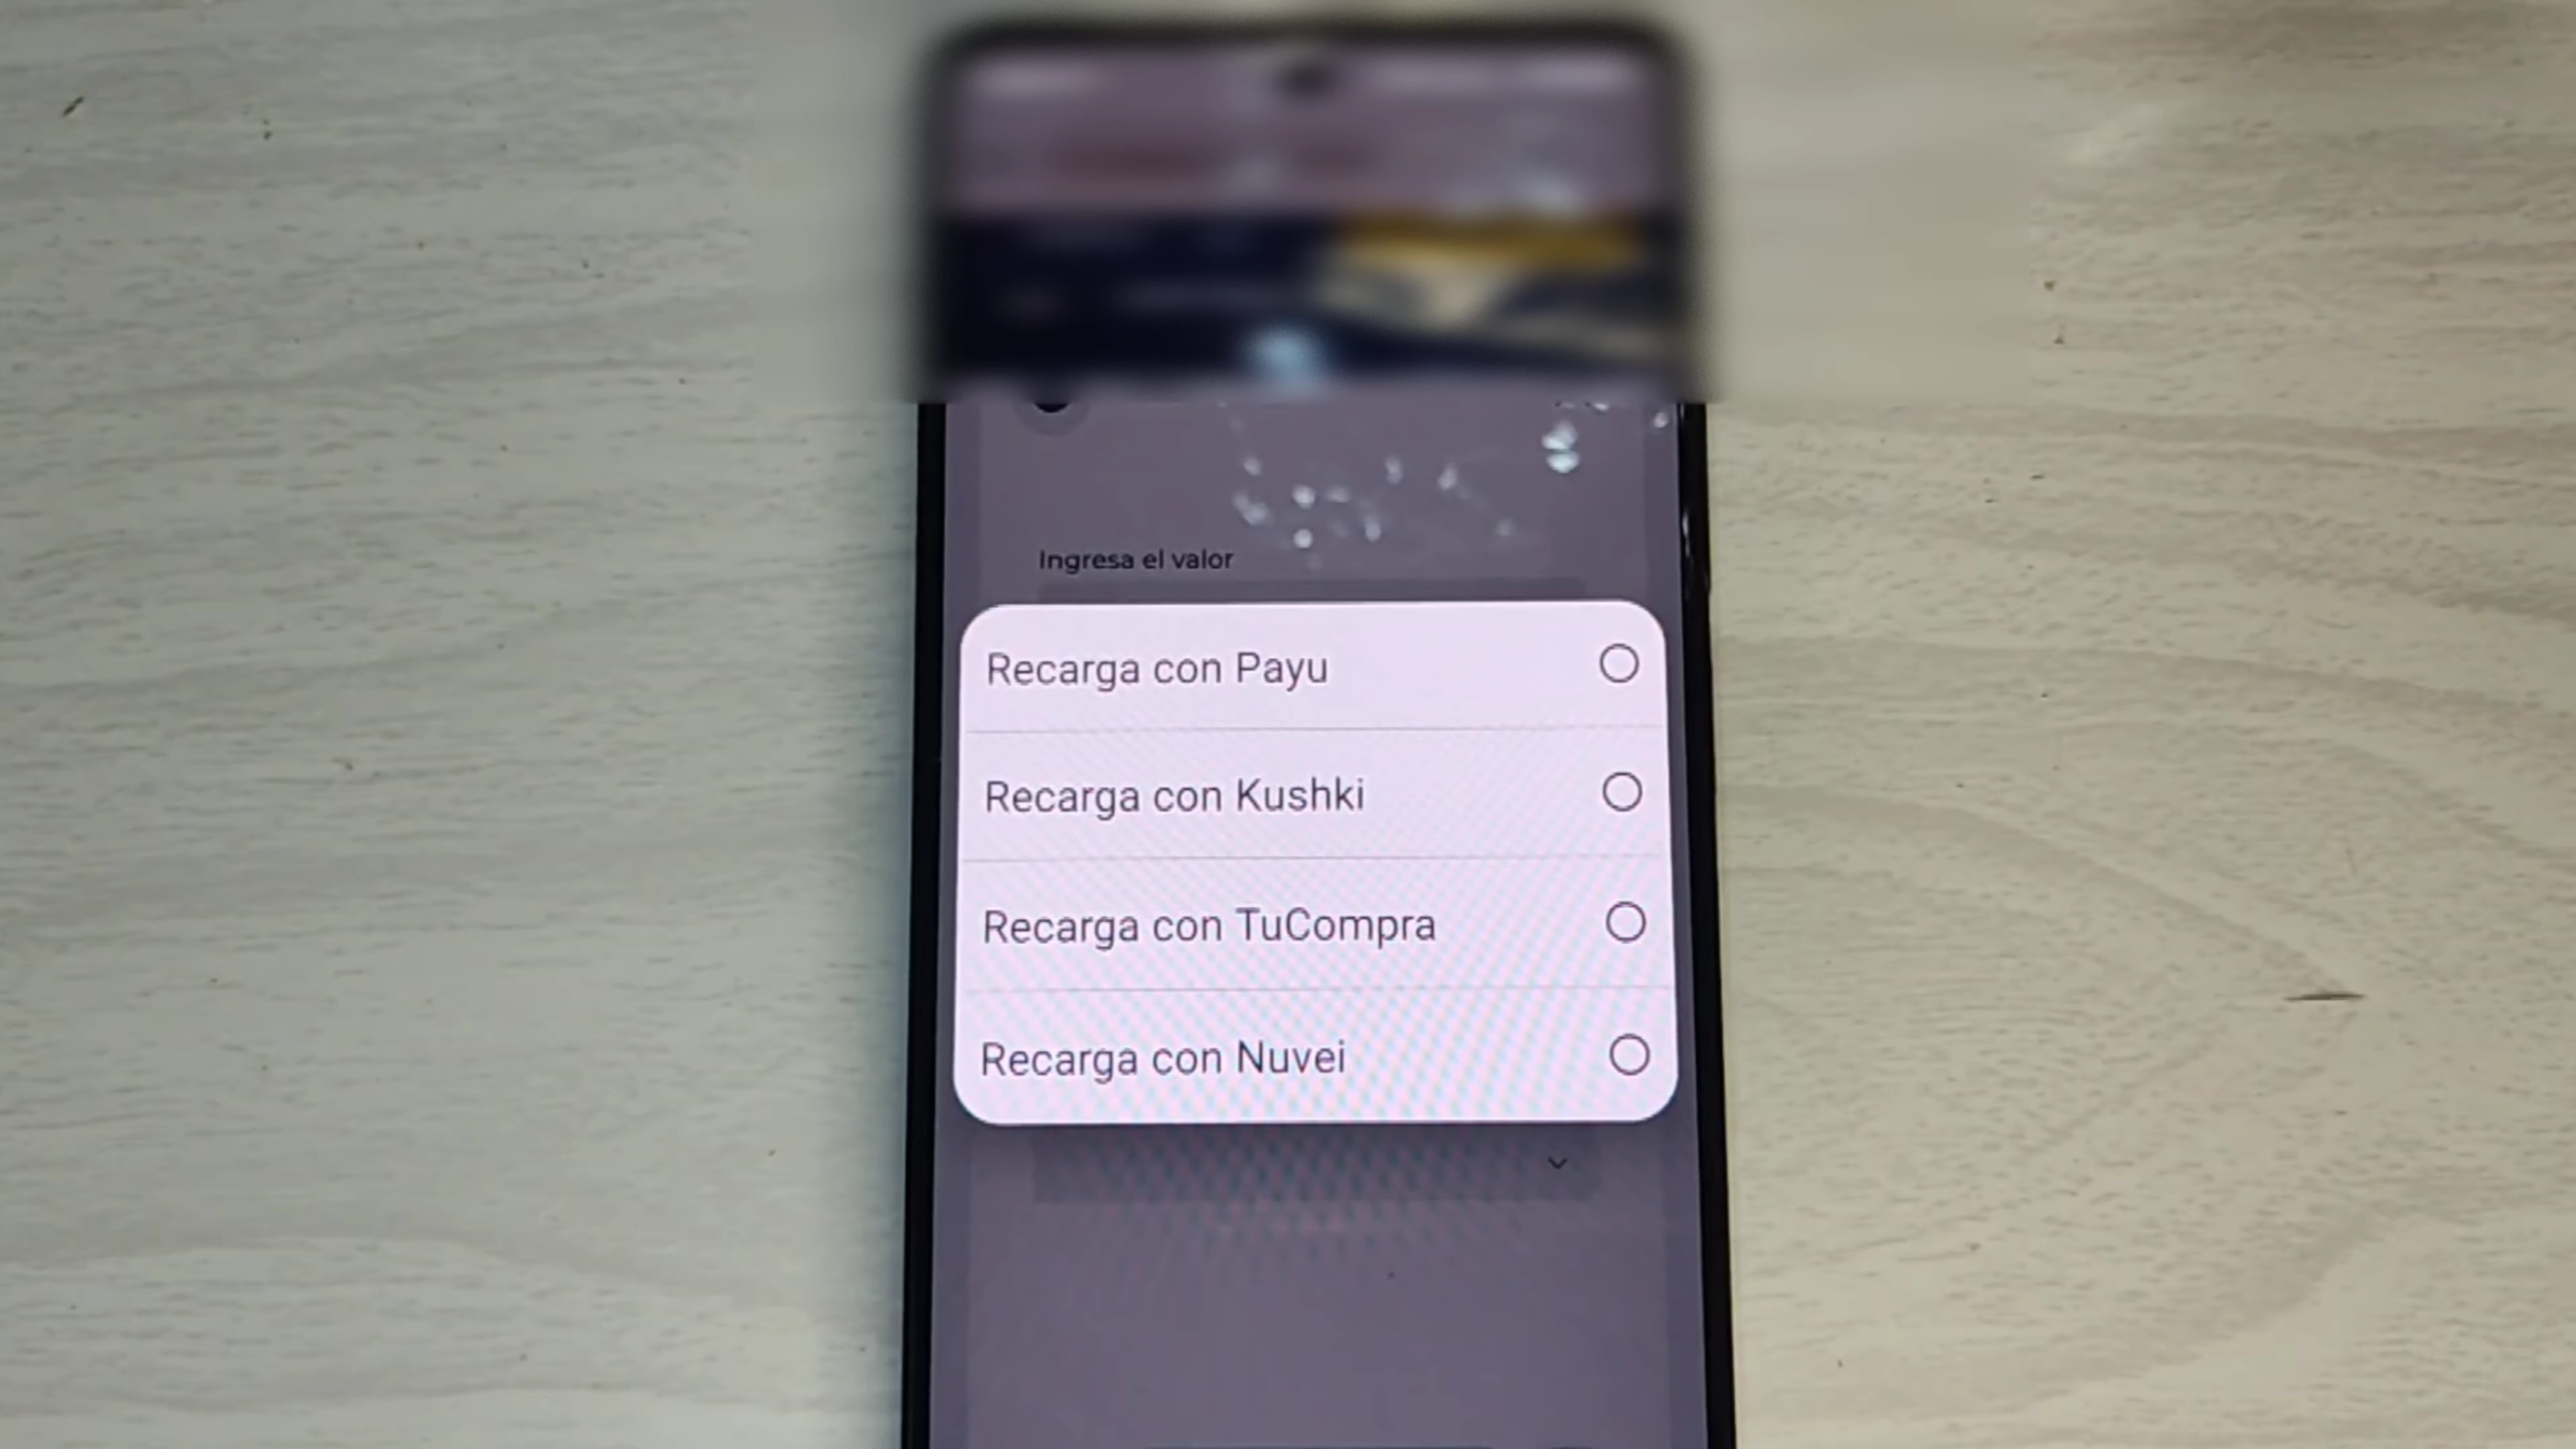 Ingresa el valor
Recarga con Payu
Recarga con Kushki
Recarga con TuCompra
Recarga con Nuvei